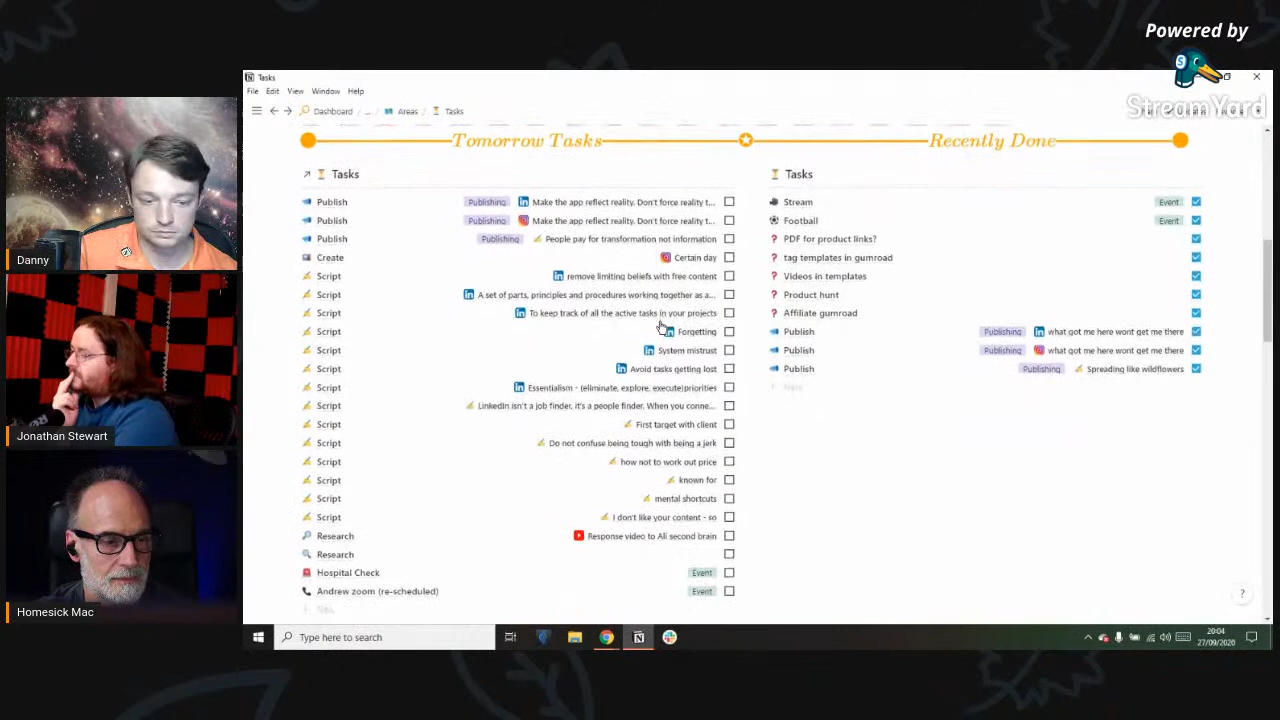 Powered by
StreamYard
Tasks
File Edit View Window Help
Dashboard / ... Areas / Tasks
Tomorrow Tasks
Recently Done
Tasks
Publish Publishing Make the app reflect reality. Don't force reality t...
Publish Publishing Make the app reflect reality. Don't force reality t...
Publish Publishing People pay for transformation not information
Create Certain day
Script remove limiting beliefs with free content
Script A set of parts, principles and procedures working together as a...
Script To keep track of all the active tasks in your projects
Script Forgetting
Script System mistrust
Script Avoid tasks getting lost
Script Essentialism - (eliminate, explore, execute)priorities
Script LinkedIn isn't a job finder, it's a people finder. When you conne...
Script First target with client
Script Do not confuse being tough with being a jerk
Script how not to work out price
Script known for
Script mental shortcuts
Script I don't like your content - so
Research Response video to Ali second brain
Research
Hospital Check Event
Andrew zoom (re-scheduled) Event
Tasks
Stream Event
Football Event
PDF for product links?
tag templates in gumroad
Videos in templates
Product hunt
Affiliate gumroad
Publish Publishing what got me here wont get me there
Publish Publishing what got me here wont get me there
Publish Publishing Spreading like wildflowers
New
?
Danny
Jonathan Stewart
Homesick Mac
Type here to search
20:04
27/09/2020